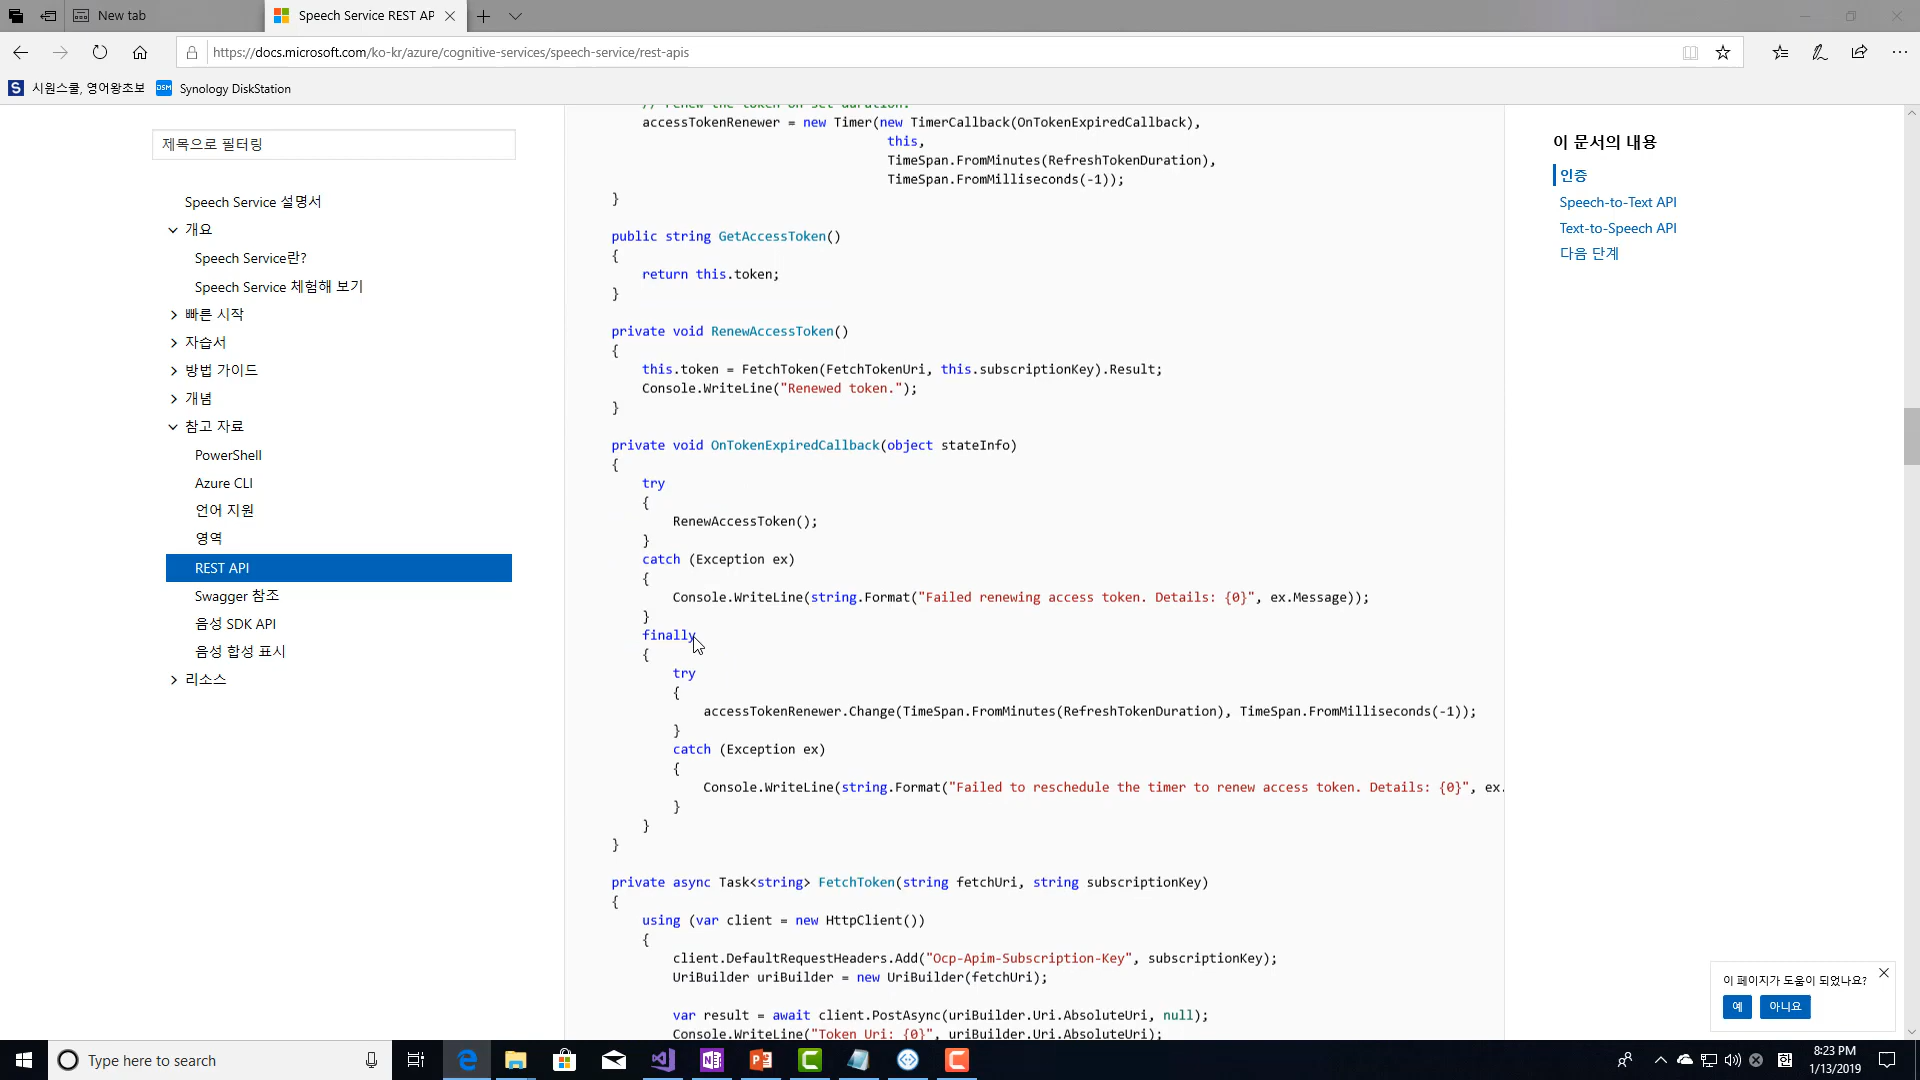 New tab
Speech Service REST AP
https://docs.microsoft.com/ko-kr/azure/cognitive-services/speech-service/rest-apis
시원스쿨, 영어왕초보
DSM Synology DiskStation
제목으로 필터링
Speech Service 설명서
개요
Speech Service란?
Speech Service 체험해 보기
빠른 시작
자습서
방법 가이드
개념
참고 자료
PowerShell
Azure CLI
언어 지원
영역
REST API
Swagger 참조
음성 SDK API
음성 합성 표시
리소스
// renew the token on set duration.
accessTokenRenewer = new Timer(new TimerCallback(OnTokenExpiredCallback),
this,
TimeSpan.FromMinutes(RefreshTokenDuration),
TimeSpan.FromMilliseconds(-1));
}
public string GetAccessToken()
{
return this.token;
}
private void RenewAccessToken()
{
this.token = FetchToken(FetchTokenUri, this.subscriptionKey).Result;
Console.WriteLine("Renewed token.");
}
private void OnTokenExpiredCallback(object stateInfo)
{
try
{
RenewAccessToken();
}
catch (Exception ex)
{
Console.WriteLine(string.Format("Failed renewing access token. Details: {0}", ex.Message));
}
finally
{
try
{
accessTokenRenewer.Change(TimeSpan.FromMinutes(RefreshTokenDuration), TimeSpan.FromMilliseconds(-1));
}
catch (Exception ex)
{
Console.WriteLine(string.Format("Failed to reschedule the timer to renew access token. Details: {0}", ex.
}
}
}
private async Task<string> FetchToken(string fetchUri, string subscriptionKey)
{
using (var client = new HttpClient())
{
client.DefaultRequestHeaders.Add("Ocp-Apim-Subscription-Key", subscriptionKey);
UriBuilder uriBuilder = new UriBuilder(fetchUri);
var result = await client.PostAsync(uriBuilder.Uri.AbsoluteUri, null);
Console.WriteLine("Token Uri: {0}", uriBuilder.Uri.AbsoluteUri);
이 문서의 내용
인증
Speech-to-Text API
Text-to-Speech API
다음 단계
이 페이지가 도움이 되었나요?
예 아니요
Type here to search
한
8:23 PM
1/13/2019